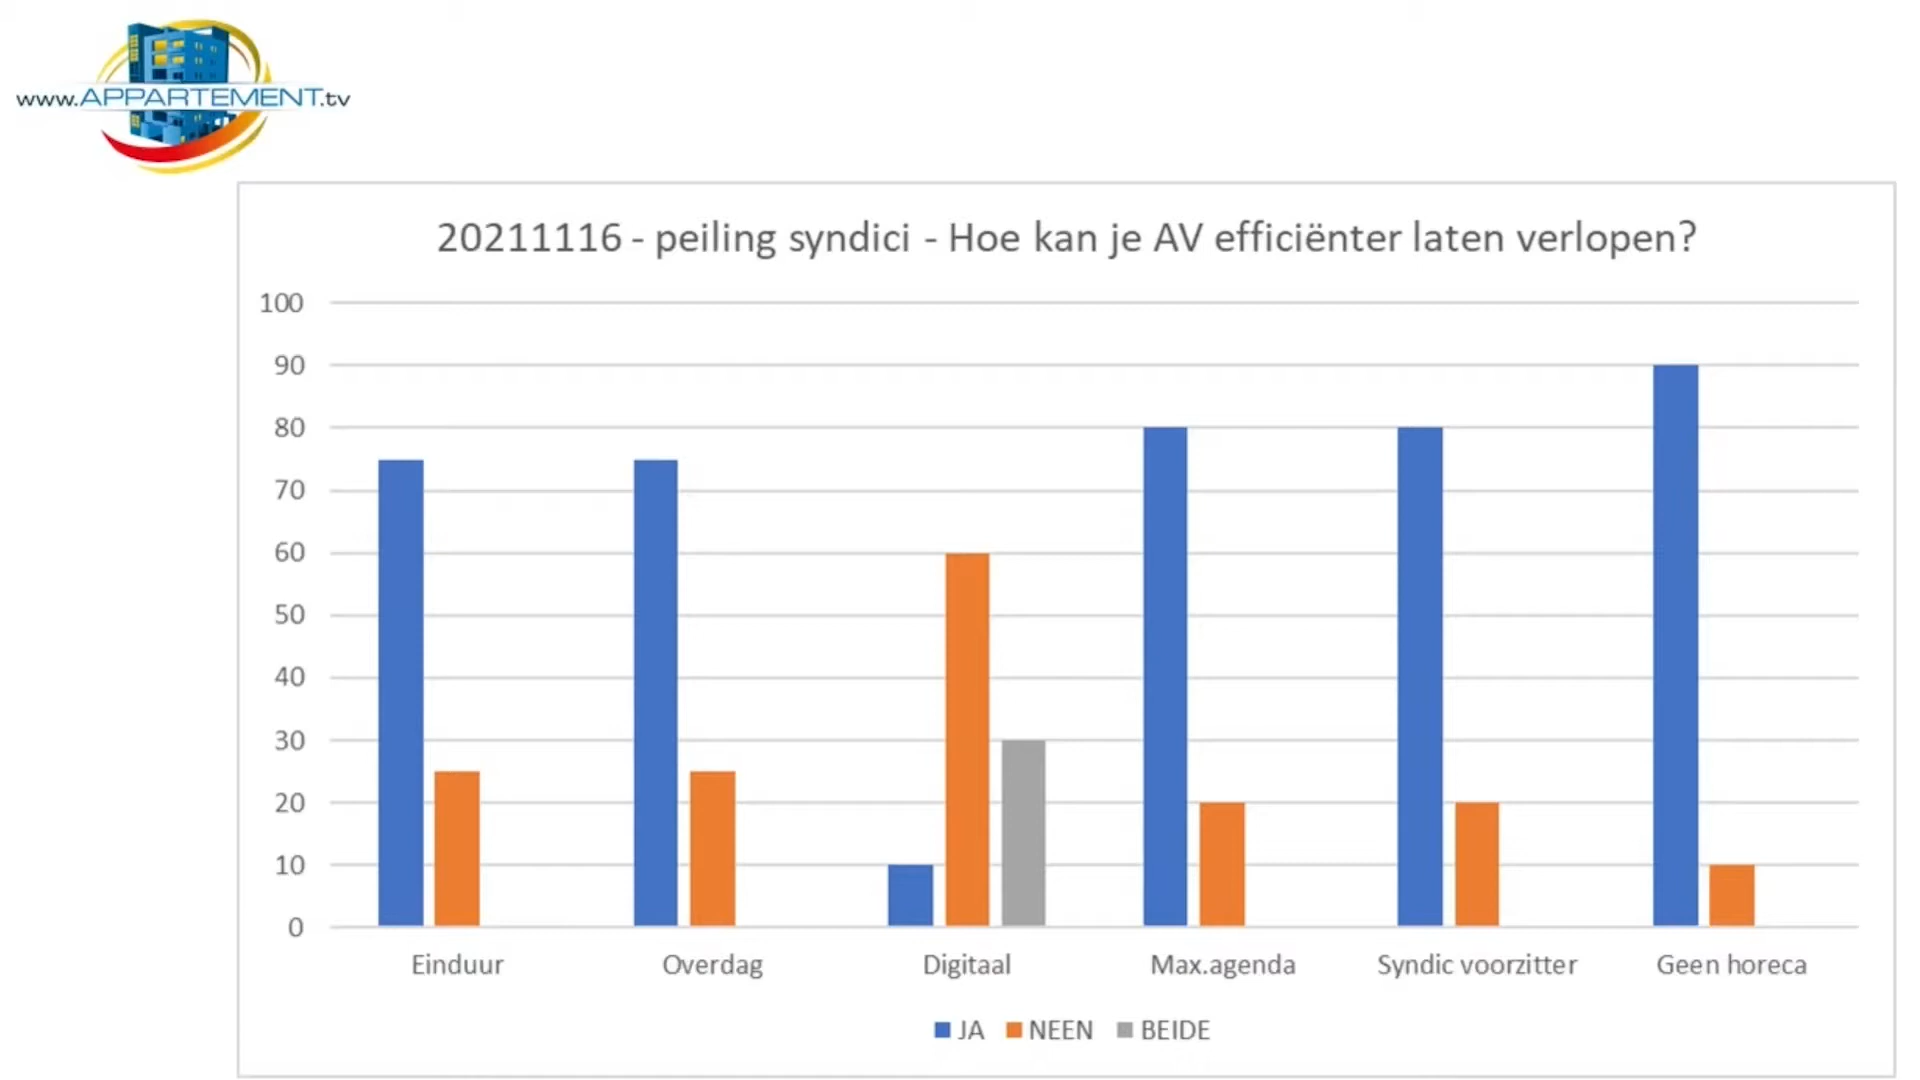 www.APPARTEMENT.tv
20211116 - peiling syndici - Hoe kan je AV efficiënter laten verlopen?
100
90
80
70
60
50
40
30
20
10
0
Einduur Overdag Digitaal Max.agenda Syndic voorzitter Geen horeca
JA NEEN BEIDE